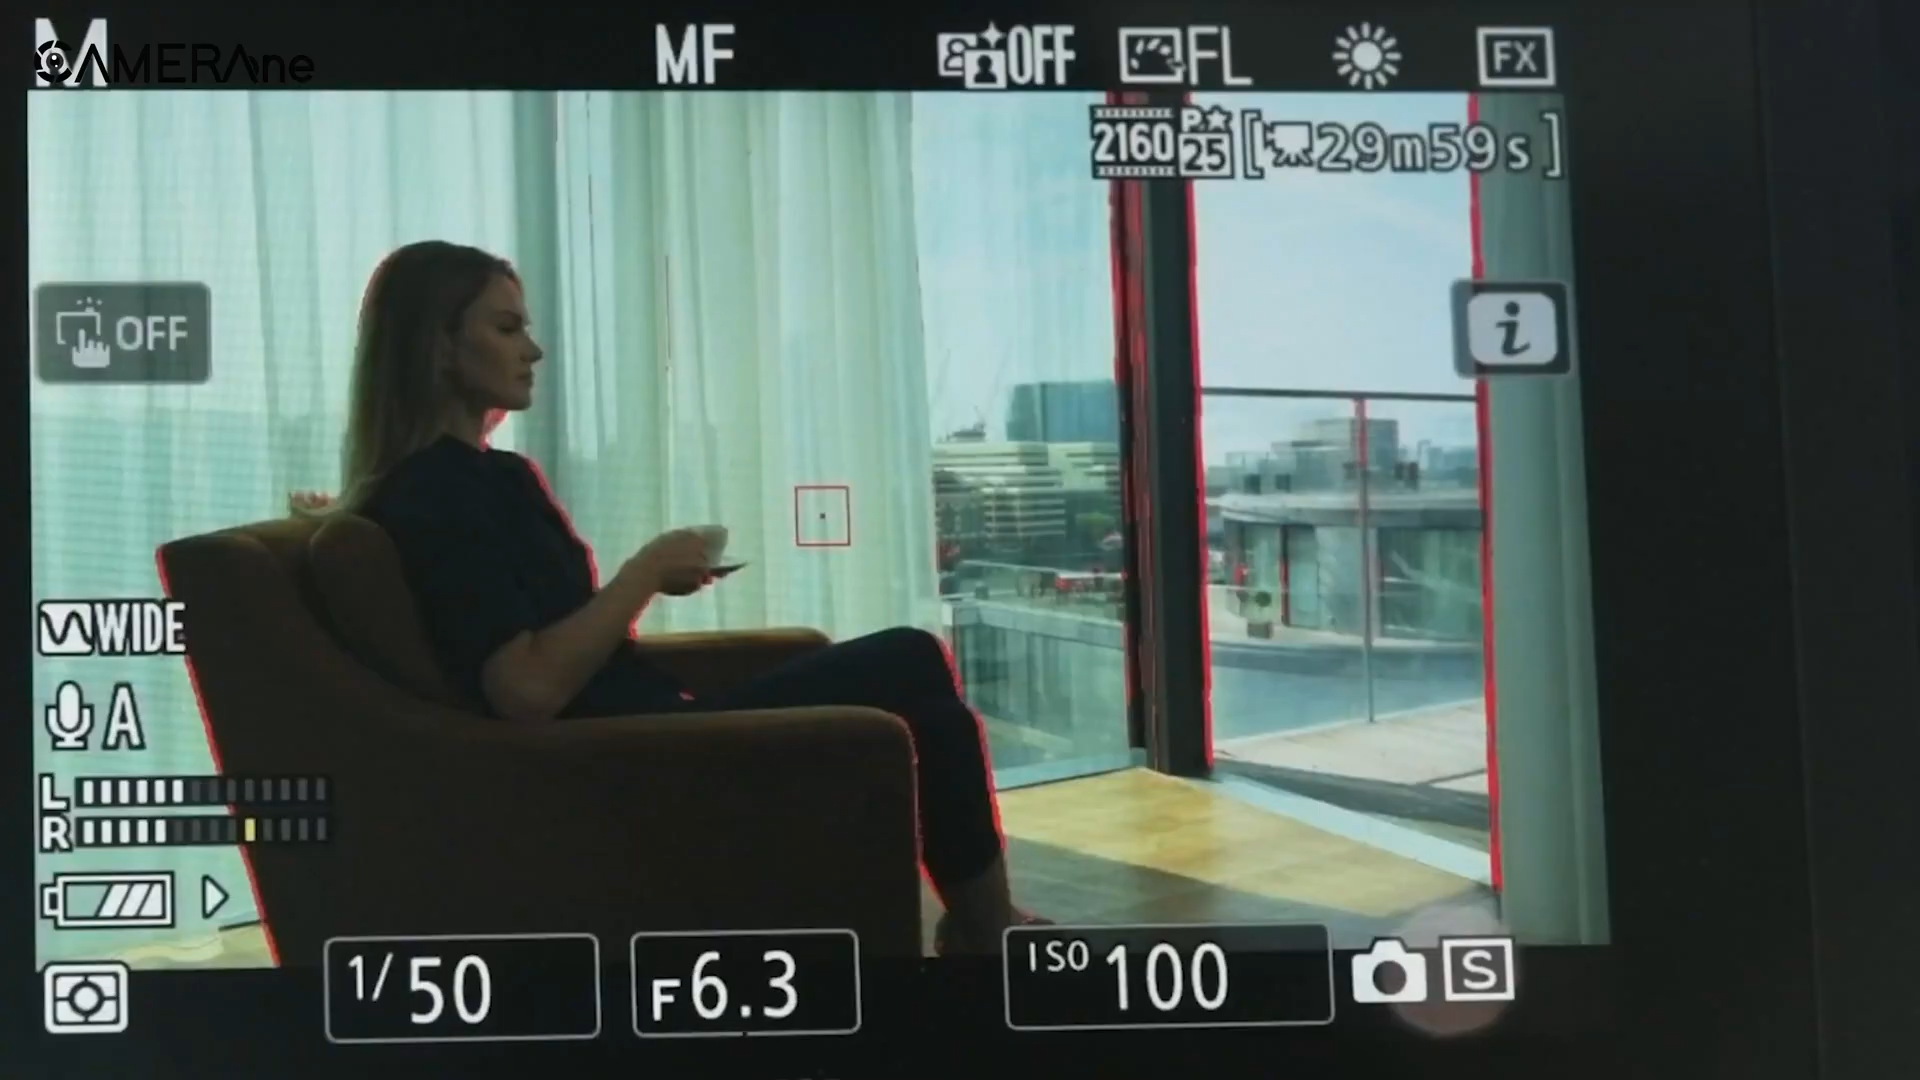 M
CAMERAne
MF
OFF
FL
FX
2160 P★ 25 [29m59s]
OFF
i
WIDE
A
L
R
1/50
F6.3
ISO 100
S